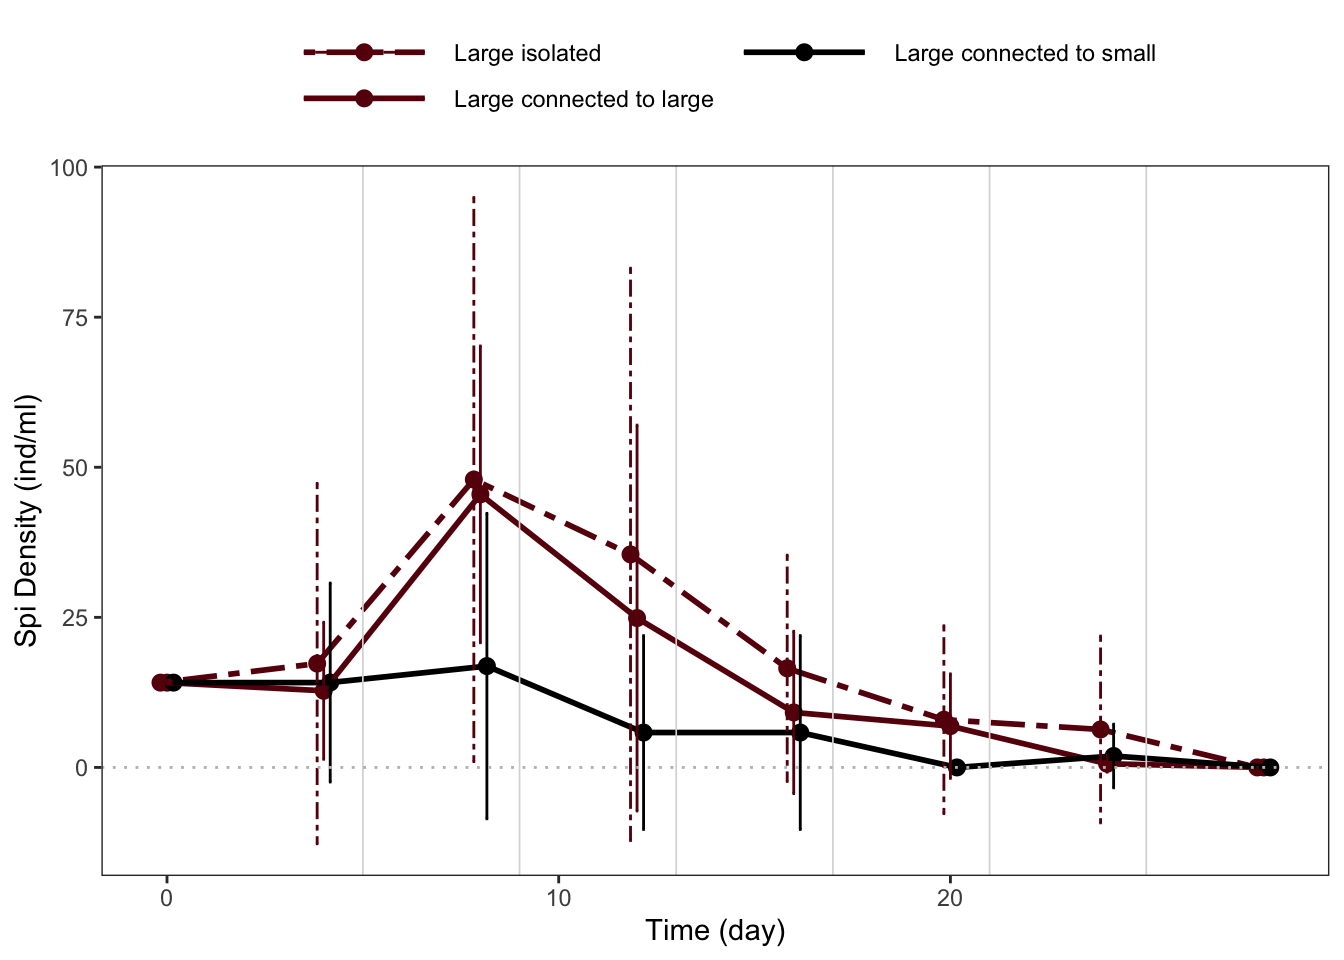 Large isolated
Large connected to small
Large connected to large
100
75
50
25
0
Spi Density (ind/ml)
0
10
20
Time (day)